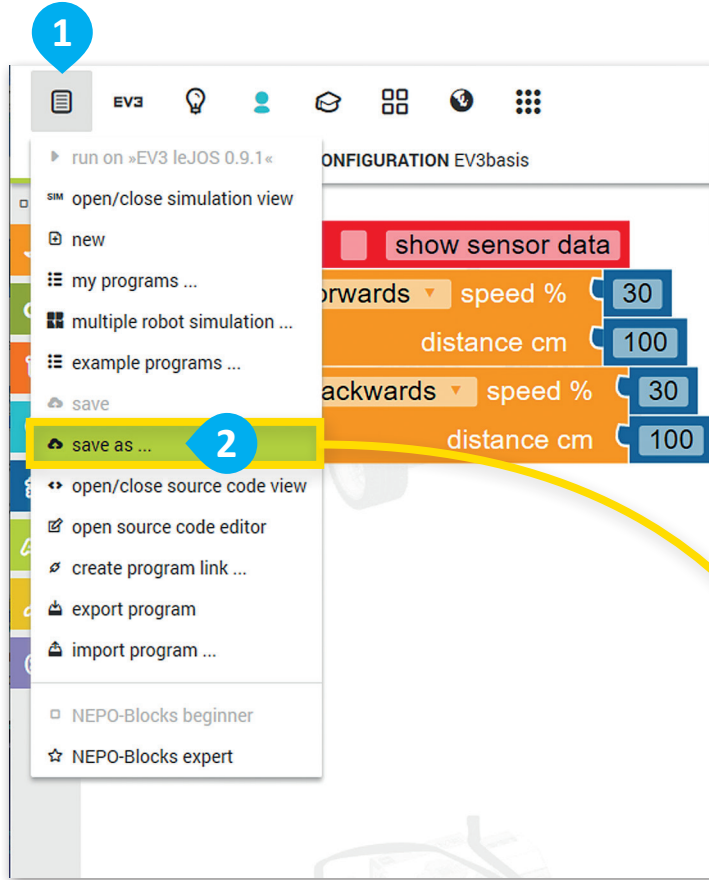 1
EV3
run on »EV3 leJOS 0.9.1«
ONFIGURATION EV3basis
SIM open/close simulation view
new
show sensor data
my programs ...
orwards speed % 30
multiple robot simulation ...
distance cm 100
example programs ...
ackwards speed % 30
save
save as ... 2
distance cm 100
open/close source code view
open source code editor
create program link ...
export program
import program ...
NEPO-Blocks beginner
NEPO-Blocks expert